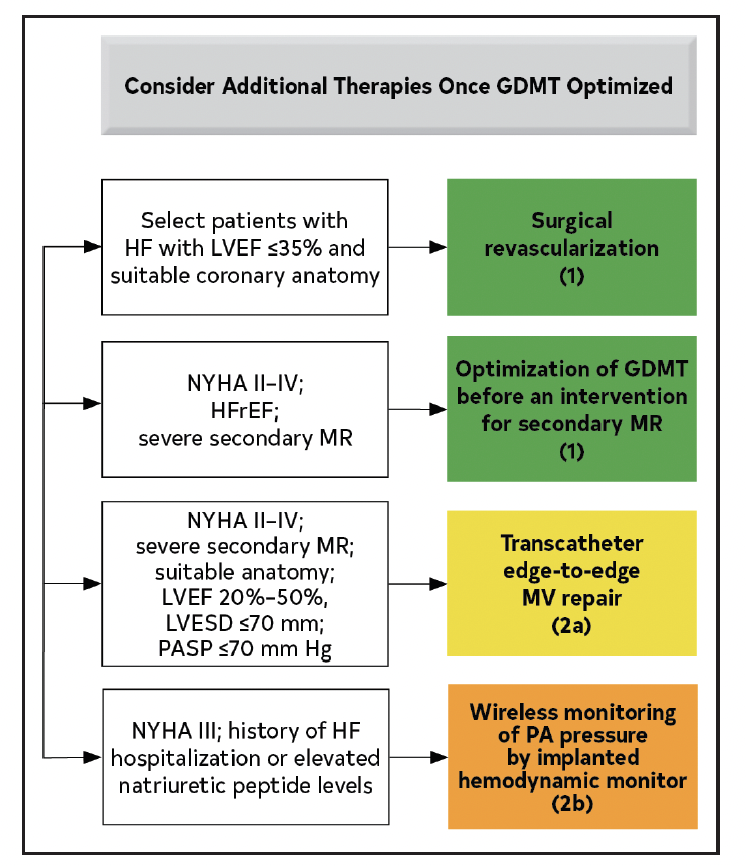 Consider Additional Therapies Once GDMT Optimized
Select patients with
HF with LVEF ≤35% and
suitable coronary anatomy
Surgical
revascularization
(1)
NYHA II–IV;
HFrEF;
severe secondary MR
Optimization of GDMT
before an intervention
for secondary MR
(1)
NYHA II–IV;
severe secondary MR;
suitable anatomy;
LVEF 20%–50%,
LVESD ≤70 mm;
PASP ≤70 mm Hg
Transcatheter
edge-to-edge
MV repair
(2a)
NYHA III; history of HF
hospitalization or elevated
natriuretic peptide levels
Wireless monitoring
of PA pressure
by implanted
hemodynamic monitor
(2b)